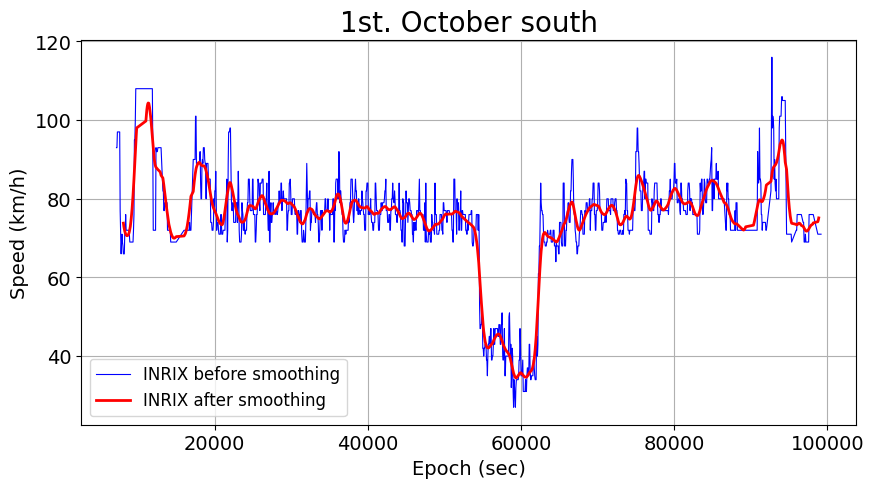 1st. October south
120
100
80
60
40
Speed (km/h)
INRIX before smoothing
INRIX after smoothing
20000 40000 60000 80000 100000
Epoch (sec)